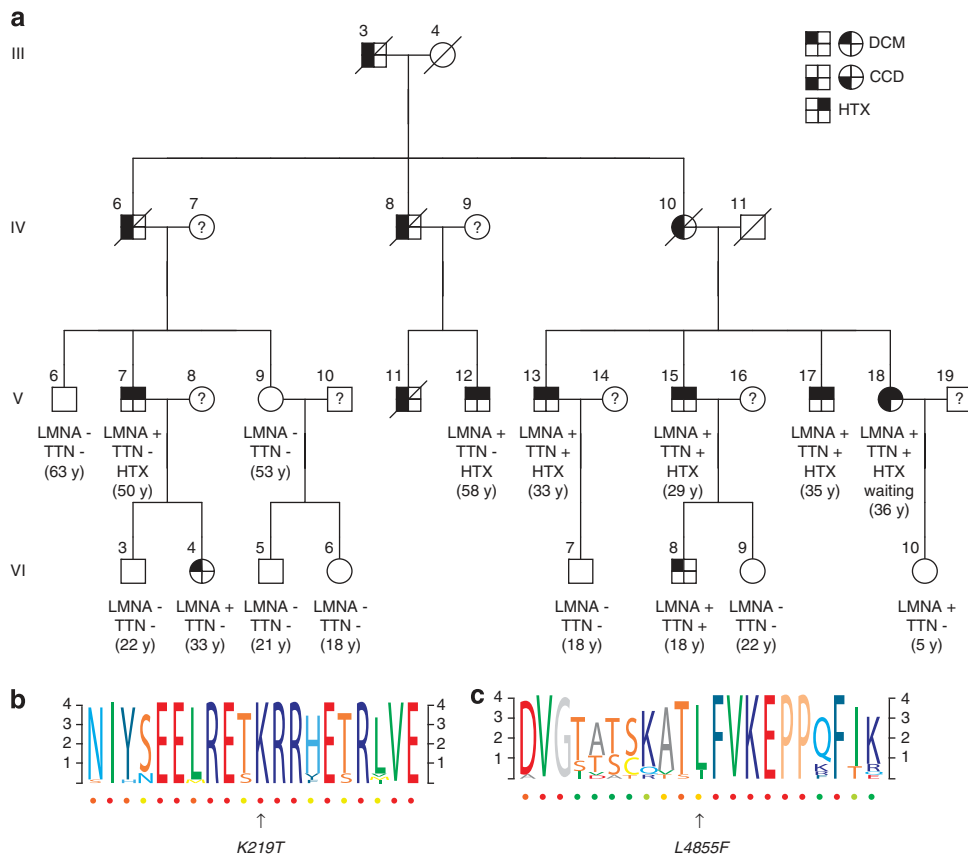 a
III
3 4
DCM
CCD
HTX
IV
6 7 8 9 10 11
? ?
V
6 7 8 9 10 11 12 13 14 15 16 17 18 19
? ? ? ? ?
LMNA - LMNA + LMNA - LMNA + LMNA + LMNA + LMNA + LMNA +
TTN - TTN - TTN - TTN - TTN + TTN + TTN + TTN +
(63 y) HTX (53 y) HTX HTX HTX HTX HTX
(50 y) (58 y) (33 y) (29 y) (35 y) waiting
(36 y)
VI
3 4 5 6 7 8 9 10
LMNA - LMNA + LMNA - LMNA - LMNA - LMNA + LMNA - LMNA +
TTN - TTN - TTN - TTN - TTN - TTN + TTN - TTN -
(22 y) (33 y) (21 y) (18 y) (18 y) (18 y) (22 y) (5 y)
b
4
3
2
1
NIYSEELRETKRRHETRLVE
4
3
2
1
↑
K219T
c
4
3
2
1
DVGTATSKATLFVKEPPQFIK
4
3
2
1
↑
L4855F